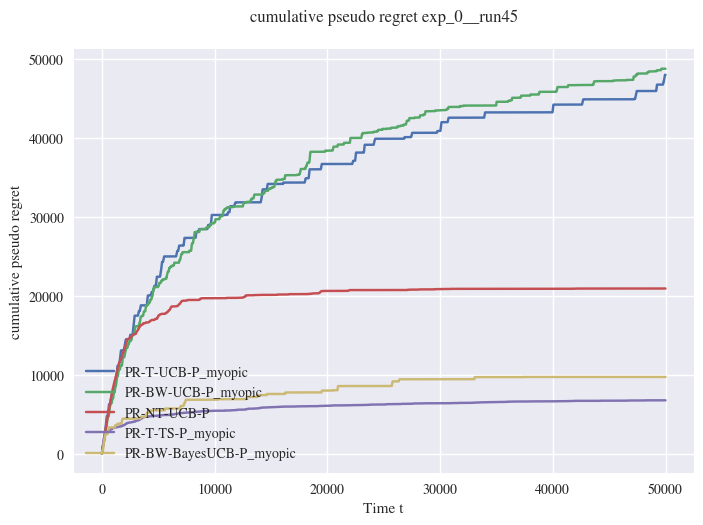 cumulative pseudo regret exp_0__run45
50000
40000
30000
20000
10000
0
cumulative pseudo regret
PR-T-UCB-P_myopic
PR-BW-UCB-P_myopic
PR-NT-UCB-P
PR-T-TS-P_myopic
PR-BW-BayesUCB-P_myopic
0 10000 20000 30000 40000 50000
Time t